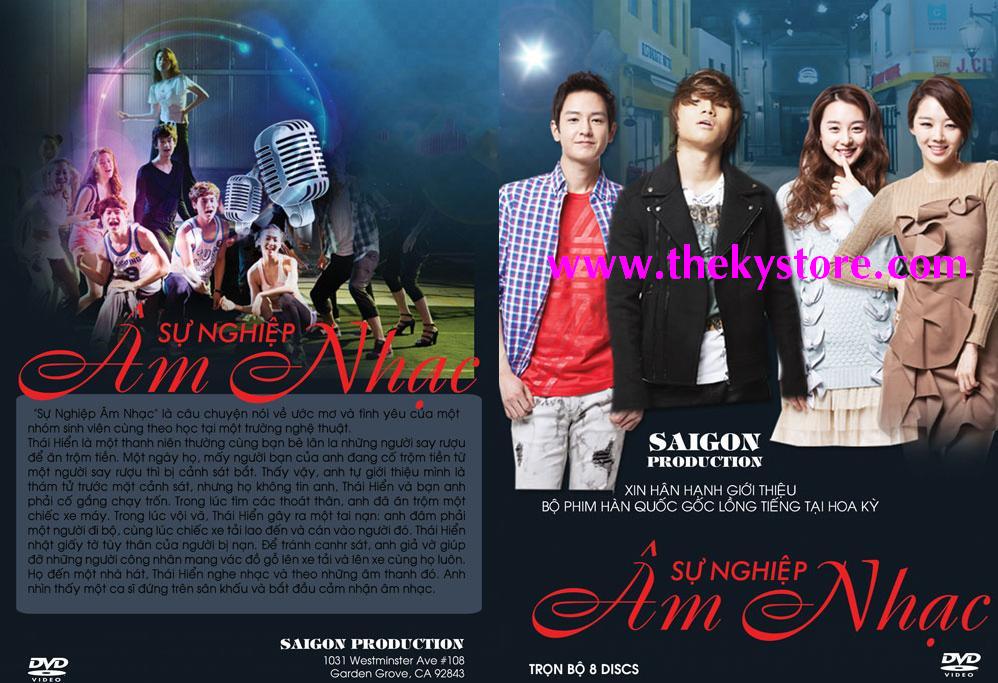 SỰ NGHIỆP
Âm Nhạc
"Sự Nghiệp Âm Nhạc" là câu chuyện nói về ước mơ và tình yêu của một
nhóm sinh viên cùng theo học tại một trường nghệ thuật.
Thái Hiển là một thanh niên thường cùng bạn bè lân la những người say rượu
để ăn trộm tiền. Một ngày họ, mấy người bạn của anh đang cố trộm tiền từ
một người say rượu thì bị cảnh sát bắt. Thấy vậy, anh tự giới thiệu mình là
thám tử trước mặt cảnh sát, nhưng họ không tin anh, Thái Hiển và bạn anh
phải cố gắng chạy trốn. Trong lúc tìm các thoát thân, anh đã ăn trộm một
chiếc xe máy. Trong lúc vội vã, Thái Hiển gây ra một tai nạn: anh đâm phải
một người đi bộ, cùng lúc chiếc xe tải lao đến và cán vào người đó. Thái Hiển
nhặt giấy tờ tùy thân của người bị nạn. Để tránh canhr sát, anh giả vờ giúp
đỡ những người công nhân mang vác đồ gỗ lên xe tải và lên xe cùng họ luôn.
Họ đến một nhà hát, Thái Hiển nghe nhạc và theo những âm thanh đó. Anh
nhìn thấy một ca sĩ đứng trên sân khấu và bắt đầu cảm nhận âm nhạc.
SAIGON PRODUCTION
1031 Westminster Ave #108
Garden Grove, CA 92843
DVD
VIDEO
J.CIT
www.thekystore.com
SAIGON
PRODUCTION
XIN HÂN HẠNH GIỚI THIỆU
BỘ PHIM HÀN QUỐC GỐC LỒNG TIẾNG TẠI HOA KỲ
SỰ NGHIỆP
Âm Nhạc
TRỌN BỘ 8 DISCS
DVD
VIDEO